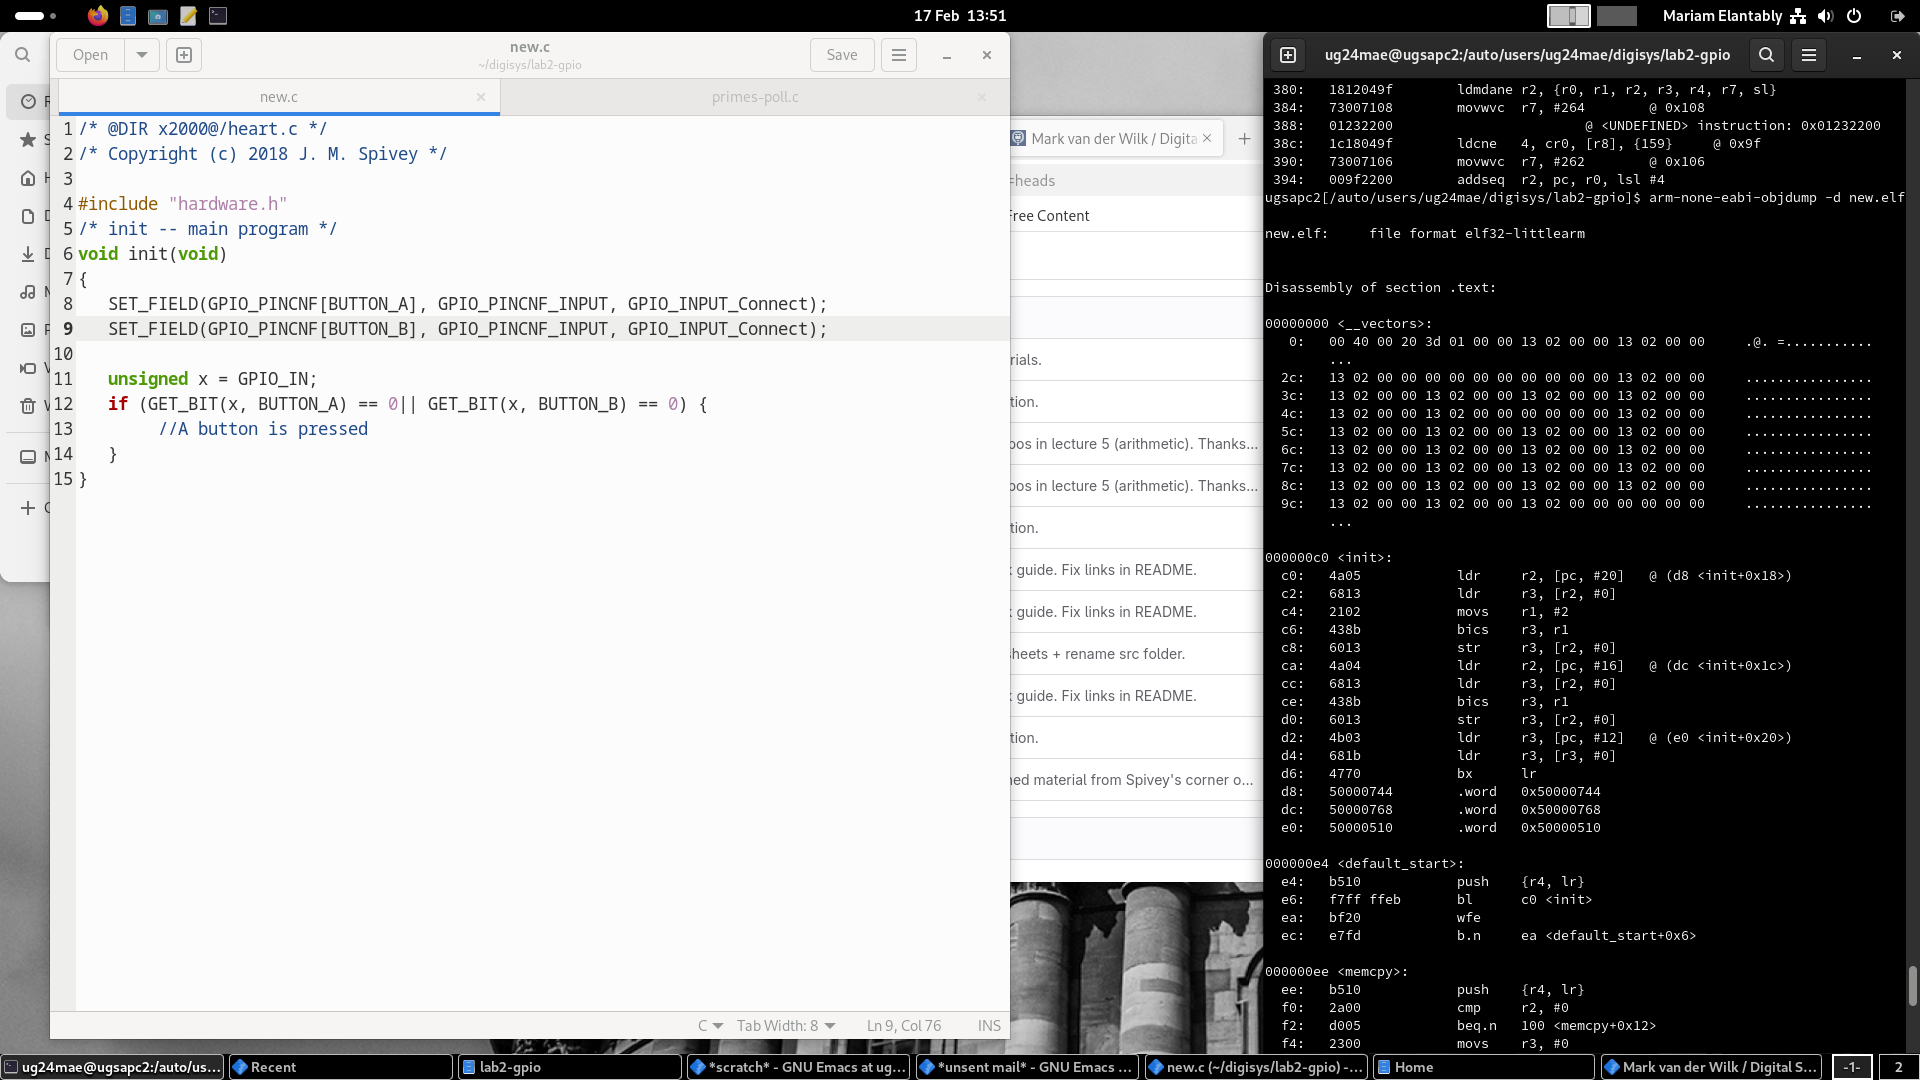 17 Feb 13:51
Mariam Elantably
Open
new.c
~/digisys/lab2-gpio
Save
new.c
primes-poll.c
1 /* @DIR x2000@/heart.c */
2 /* Copyright (c) 2018 J. M. Spivey */
3
4 #include "hardware.h"
5 /* init -- main program */
6 void init(void)
7 {
8 SET_FIELD(GPIO_PINCNF[BUTTON_A], GPIO_PINCNF_INPUT, GPIO_INPUT_Connect);
9 SET_FIELD(GPIO_PINCNF[BUTTON_B], GPIO_PINCNF_INPUT, GPIO_INPUT_Connect);
10
11 unsigned x = GPIO_IN;
12 if (GET_BIT(x, BUTTON_A) == 0|| GET_BIT(x, BUTTON_B) == 0) {
13 //A button is pressed
14 }
15 }
C
Tab Width: 8
Ln 9, Col 76
INS
Mark van der Wilk / Digita
=heads
Free Content
rials.
tion.
pos in lecture 5 (arithmetic). Thanks...
pos in lecture 5 (arithmetic). Thanks...
tion.
guide. Fix links in README.
guide. Fix links in README.
heets + rename src folder.
guide. Fix links in README.
tion.
ned material from Spivey's corner o...
ug24mae@ugsapc2:/auto/users/ug24mae/digisys/lab2-gpio
380: 1812049f ldmdane r2, {r0, r1, r2, r3, r4, r7, sl}
384: 73007108 movwvc r7, #264 @ 0x108
388: 01232200 @ <UNDEFINED> instruction: 0x01232200
38c: 1c18049f ldcne 4, cr0, [r8], {159} @ 0x9f
390: 73007106 movwvc r7, #262 @ 0x106
394: 009f2200 addseq r2, pc, r0, lsl #4
ugsapc2[/auto/users/ug24mae/digisys/lab2-gpio]$ arm-none-eabi-objdump -d new.elf
new.elf: file format elf32-littlearm
Disassembly of section .text:
00000000 <__vectors>:
0: 00 40 00 20 3d 01 00 00 13 02 00 00 13 02 00 00 .@. =...........
...
2c: 13 02 00 00 00 00 00 00 00 00 00 00 13 02 00 00 ................
3c: 13 02 00 00 13 02 00 00 13 02 00 00 13 02 00 00 ................
4c: 13 02 00 00 13 02 00 00 13 02 00 00 13 02 00 00 ................
5c: 13 02 00 00 13 02 00 00 13 02 00 00 13 02 00 00 ................
6c: 13 02 00 00 13 02 00 00 13 02 00 00 13 02 00 00 ................
7c: 13 02 00 00 13 02 00 00 13 02 00 00 13 02 00 00 ................
8c: 13 02 00 00 13 02 00 00 13 02 00 00 13 02 00 00 ................
9c: 13 02 00 00 13 02 00 00 13 02 00 00 00 00 00 00 ................
...
000000c0 <init>:
c0: 4a05 ldr r2, [pc, #20] @ (d8 <init+0x18>)
c2: 6813 ldr r3, [r2, #0]
c4: 2102 movs r1, #2
c6: 438b bics r3, r1
c8: 6013 str r3, [r2, #0]
ca: 4a04 ldr r2, [pc, #16] @ (dc <init+0x1c>)
cc: 6813 ldr r3, [r2, #0]
ce: 438b bics r3, r1
d0: 6013 str r3, [r2, #0]
d2: 4b03 ldr r3, [pc, #12] @ (e0 <init+0x20>)
d4: 681b ldr r3, [r3, #0]
d6: 4770 bx lr
d8: 50000744 .word 0x50000744
dc: 50000768 .word 0x50000768
e0: 50000510 .word 0x50000510
000000e4 <default_start>:
e4: b510 push {r4, lr}
e6: f7ff ffeb bl c0 <init>
ea: bf20 wfe
ec: e7fd b.n ea <default_start+0x6>
000000ee <memcpy>:
ee: b510 push {r4, lr}
f0: 2a00 cmp r2, #0
f2: d005 beq.n 100 <memcpy+0x12>
f4: 2300 movs r3, #0
ug24mae@ugsapc2:/auto/us...
Recent
lab2-gpio
*scratch* - GNU Emacs at ug...
*unsent mail* - GNU Emacs ...
new.c (~/digisys/lab2-gpio) -...
Home
Mark van der Wilk / Digital S...
-1-
2